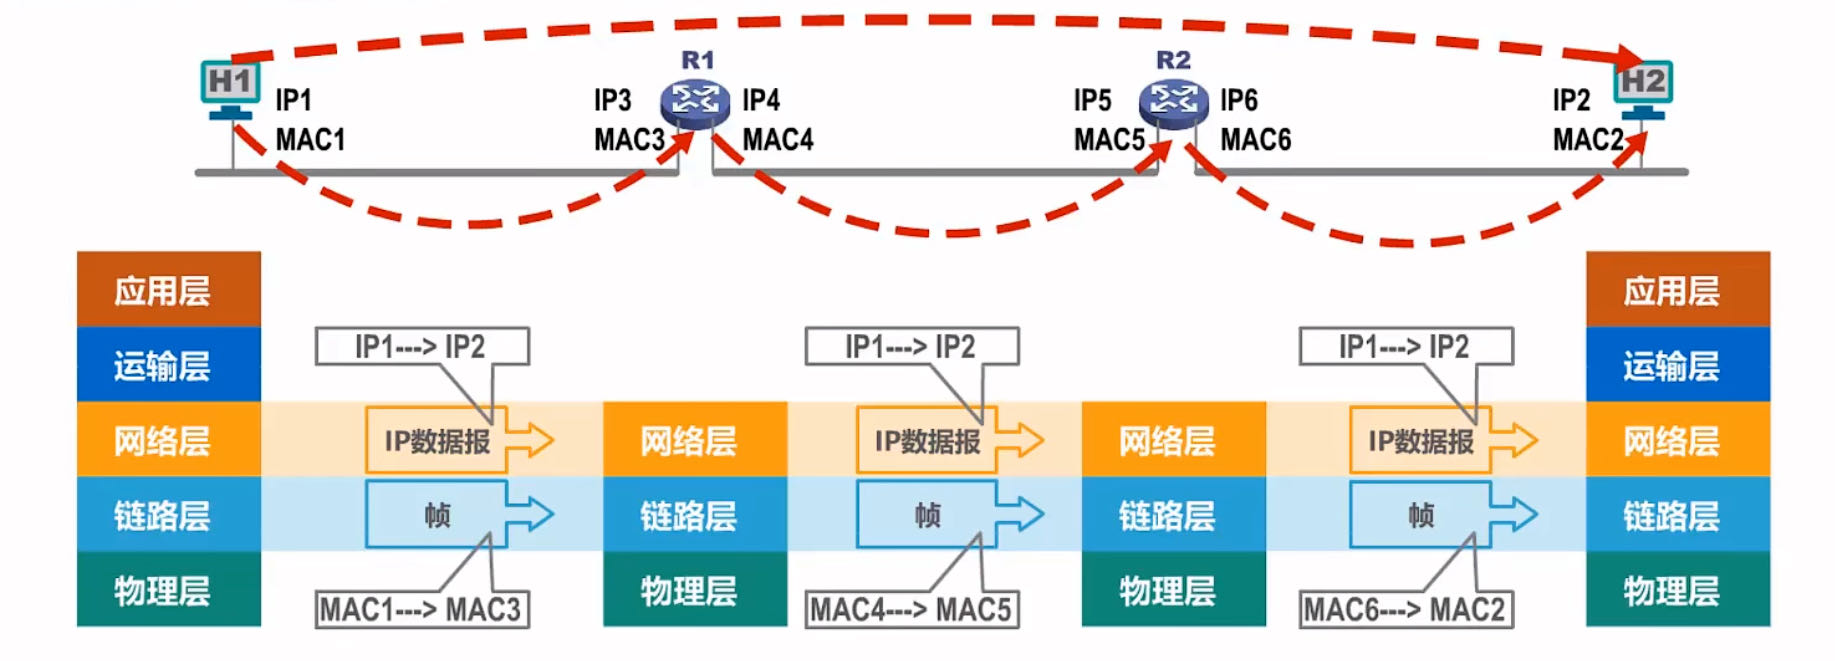 R1
R2
H1
H2
IP1
IP3
IP4
IP5
IP6
IP2
MAC1
MAC3
MAC4
MAC5
MAC6
MAC2
应用层
应用层
IP1---> IP2
IP1---> IP2
IP1---> IP2
运输层
运输层
网络层
IP数据报
网络层
IP数据报
网络层
IP数据报
网络层
链路层
帧
链路层
帧
链路层
帧
链路层
物理层
物理层
物理层
物理层
MAC1---> MAC3
MAC4---> MAC5
MAC6---> MAC2